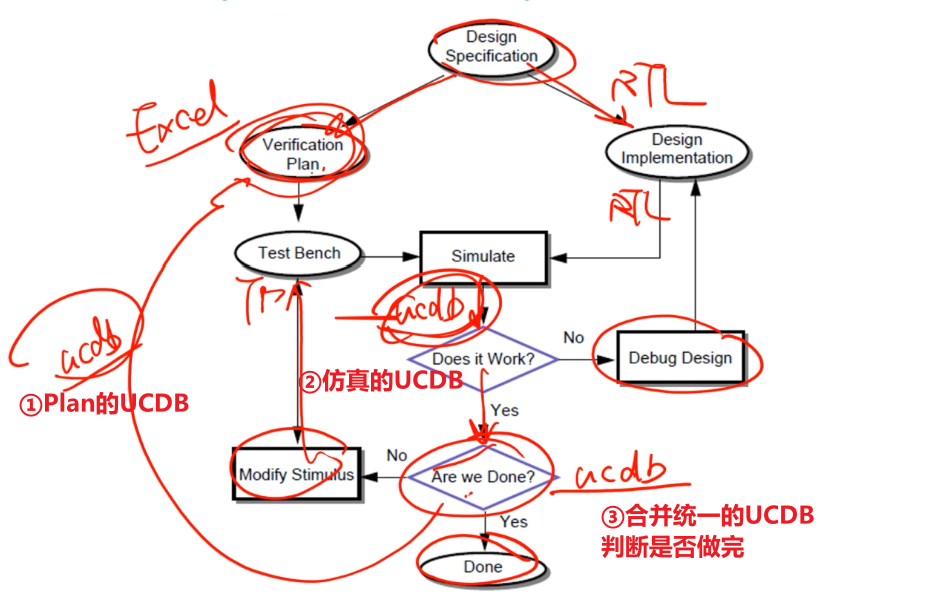 Design
Specification
RTL
Excel
Verification
Plan
Design
Implementation
RTL
Test Bench
Simulate
ucdb
No
Does it Work?
Debug Design
ucdb
①Plan的UCDB
②仿真的UCDB
Yes
No
Modify Stimulus
Are we Done?
ucdb
③合并统一的UCDB
判断是否做完
Yes
Done